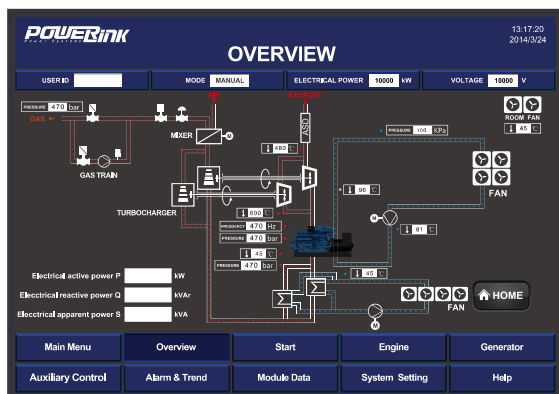 POWERLINK
Power Systems
13:17:20
2014/3/24
OVERVIEW
USER ID
MODE MANUAL
ELECTRICAL POWER 10000 kW
VOLTAGE 10000 V
PRESSURE 470 bar
GAS
AIR
EXHAUST
MIXER
ASD
PRESSURE 100 KPa
ROOM FAN
45 ℃
GAS TRAIN
480 ℃
FAN
96 ℃
TURBOCHARGER
600 ℃
M
81 ℃
FREQUENCY 470 Hz
PRESSURE 470 bar
45 ℃
PRESSURE 470 bar
45 ℃
Electrical active power P kW
Elecctrical reactive power Q kVAr
Elecctrical apparent power S kVA
FAN
HOME
M
Main Menu
Overview
Start
Engine
Generator
Auxiliary Control
Alarm & Trend
Module Data
System Setting
Help